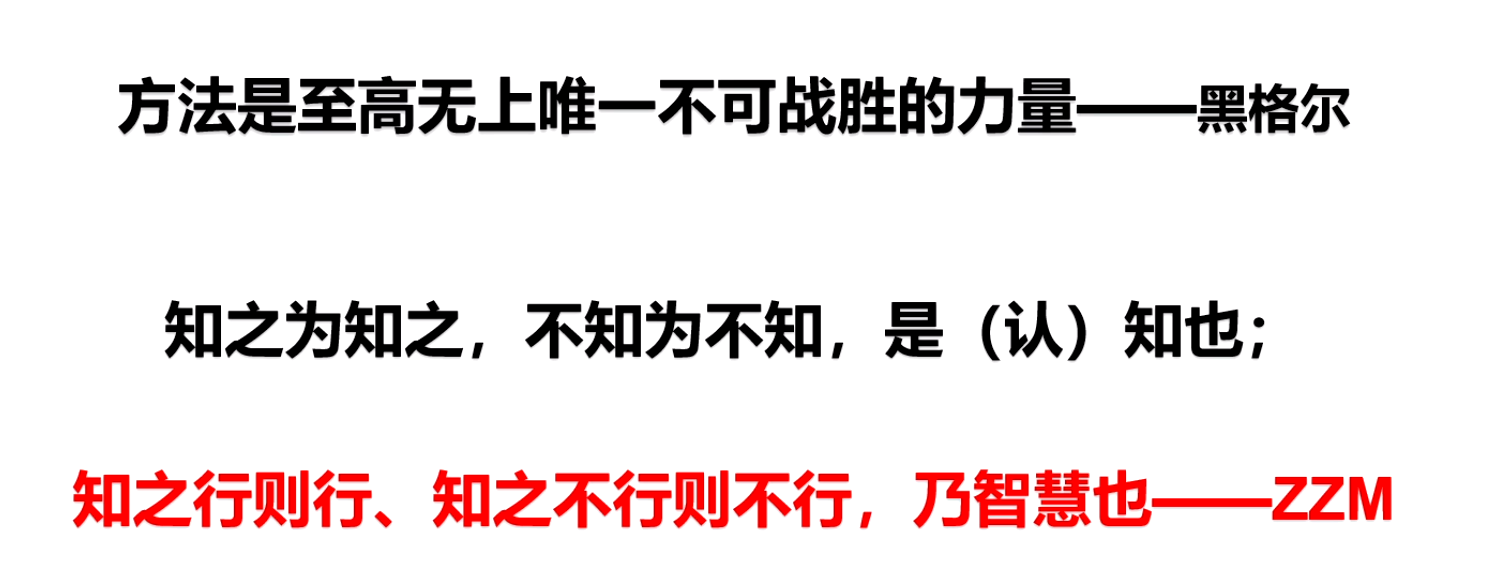 方法是至高无上唯一不可战胜的力量——黑格尔
知之为知之，不知为不知，是（认）知也；
知之行则行、知之不行则不行，乃智慧也——ZZM